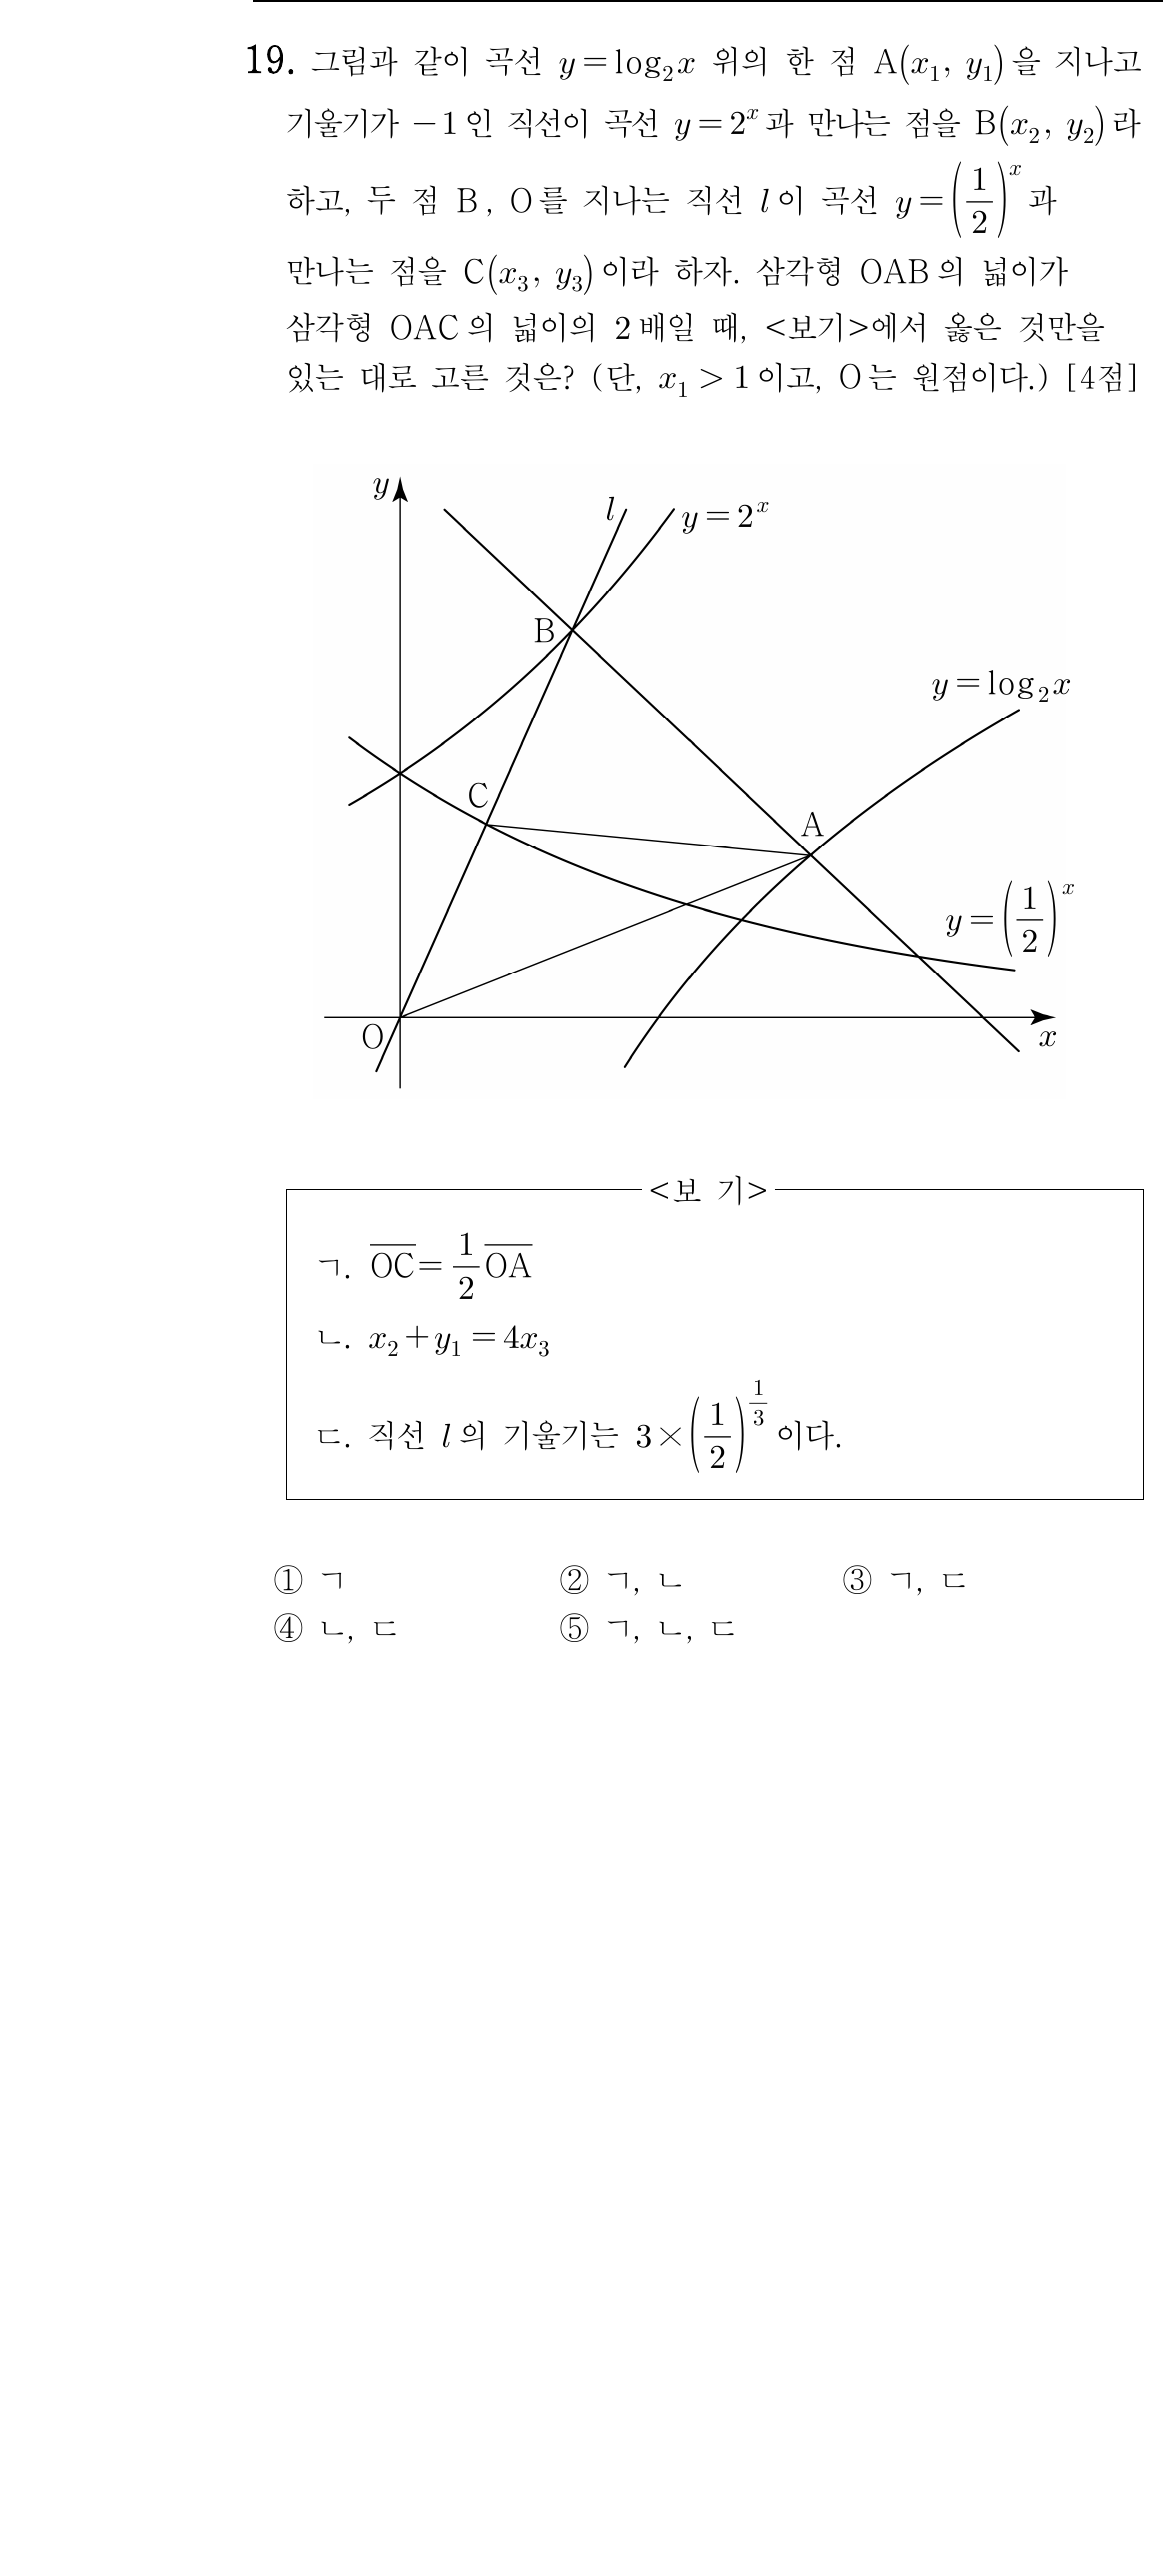 19. 그림과 같이 곡선 y=log₂x 위의 한 점 A(x₁, y₁)을 지나고
기울기가 −1인 직선이 곡선 y=2ˣ과 만나는 점을 B(x₂, y₂)라
하고, 두 점 B, O를 지나는 직선 l이 곡선 y=(1/2)ˣ과
만나는 점을 C(x₃, y₃)이라 하자. 삼각형 OAB의 넓이가
삼각형 OAC의 넓이의 2배일 때, <보기>에서 옳은 것만을
있는 대로 고른 것은? (단, x₁ > 1이고, O는 원점이다.) [4점]
y
l
y=2ˣ
B
y=log₂x
C
A
y=(1/2)ˣ
O
x
<보 기>
ㄱ. OC=1/2 OA
ㄴ. x₂+y₁=4x₃
ㄷ. 직선 l의 기울기는 3×(1/2)^(1/3)이다.
① ㄱ ② ㄱ, ㄴ ③ ㄱ, ㄷ
④ ㄴ, ㄷ ⑤ ㄱ, ㄴ, ㄷ